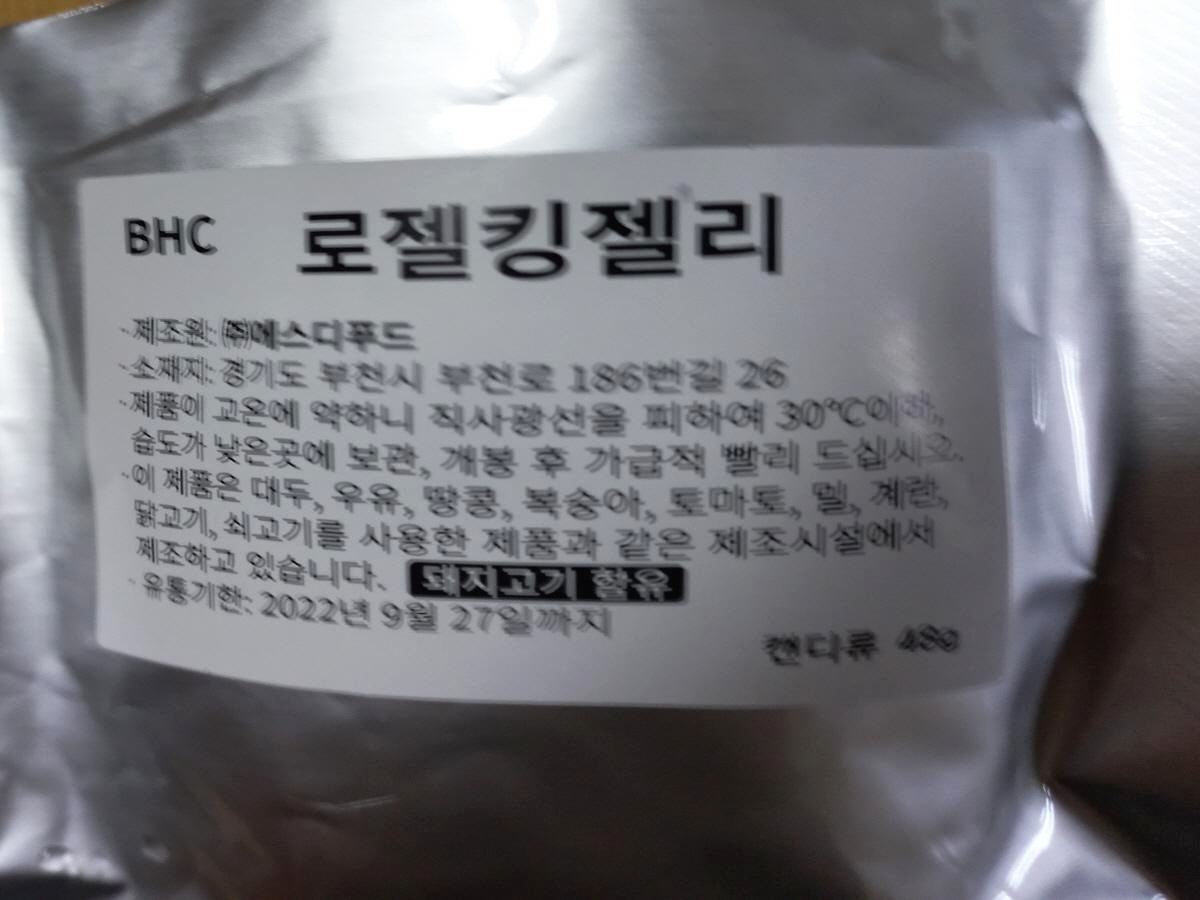 BHC 로젤킹젤리
·제조원: ㈜에스디푸드
·소재지: 경기도 부천시 부천로 186번길 26
·제품이 고온에 약하니 직사광선을 피하여 30℃이하,
습도가 낮은곳에 보관, 개봉 후 가급적 빨리 드십시오.
·이 제품은 대두, 우유, 땅콩, 복숭아, 토마토, 밀, 계란,
닭고기, 쇠고기를 사용한 제품과 같은 제조시설에서
제조하고 있습니다. 돼지고기 함유
·유통기한: 2022년 9월 27일까지
캔디류 48g